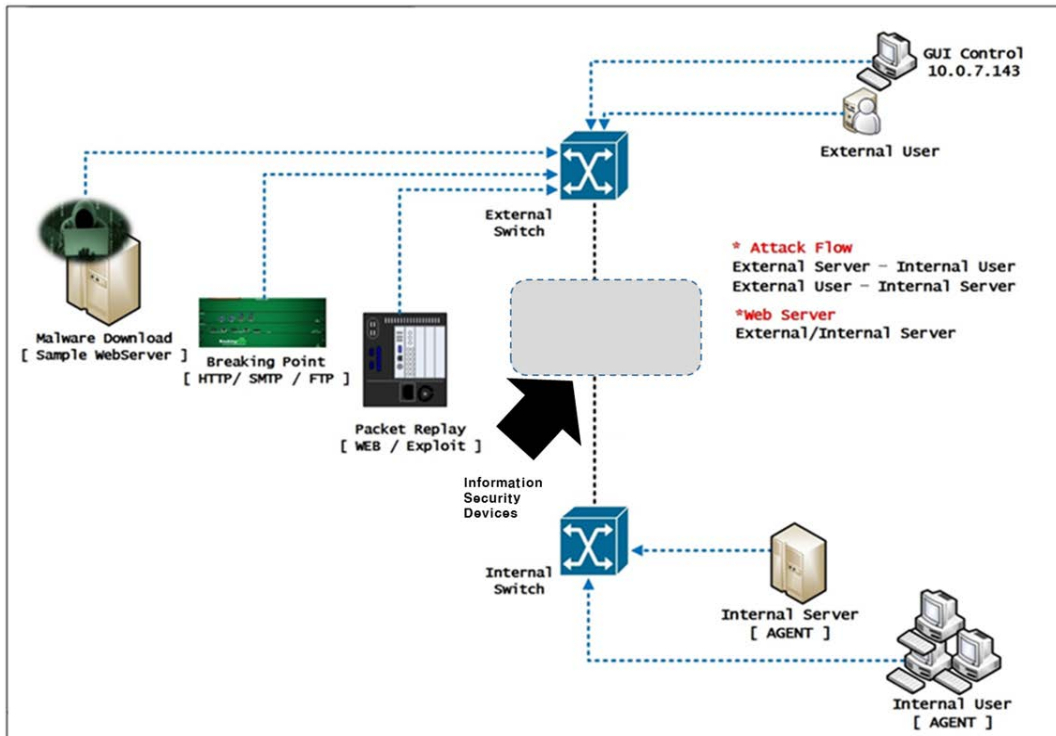 GUI Control
10.0.7.143
External User
External
Switch
* Attack Flow
External Server – Internal User
External User – Internal Server
*Web Server
External/Internal Server
Malware Download
[ Sample WebServer ]
Breaking Point
[ HTTP/ SMTP / FTP ]
Packet Replay
[ WEB / Exploit ]
Information
Security
Devices
Internal
Switch
Internal Server
[ AGENT ]
Internal User
[ AGENT ]